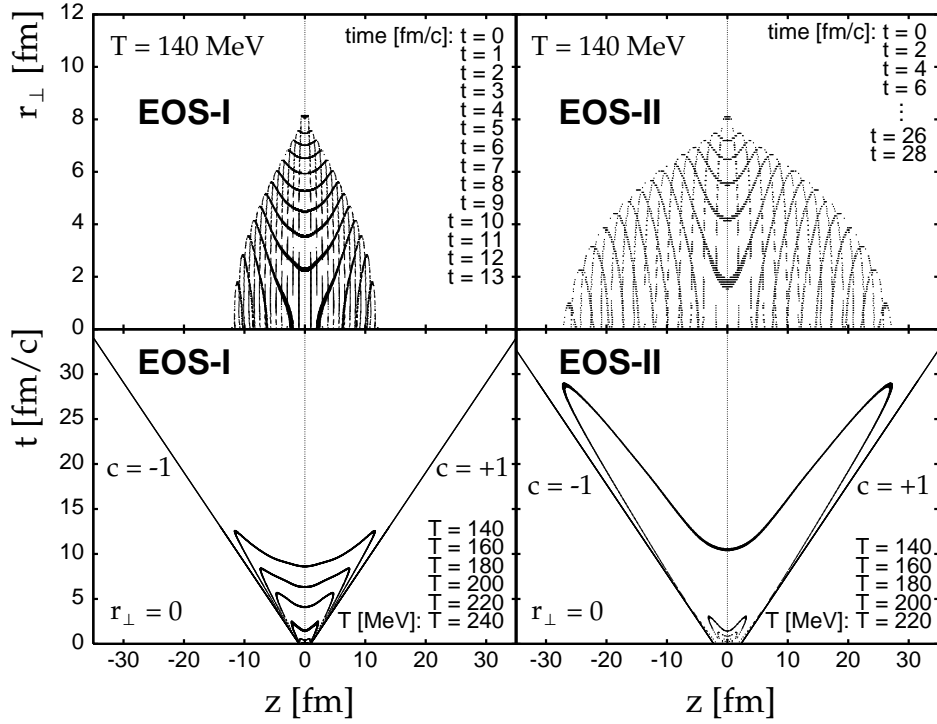 r⊥ [fm]
12
10
8
6
4
2
0
T = 140 MeV
EOS-I
time [fm/c]: t = 0
t = 1
t = 2
t = 3
t = 4
t = 5
t = 6
t = 7
t = 8
t = 9
t = 10
t = 11
t = 12
t = 13
T = 140 MeV
EOS-II
time [fm/c]: t = 0
t = 2
t = 4
t = 6
:
t = 26
t = 28
t [fm/c]
30
25
20
15
10
5
0
EOS-I
c = -1
c = +1
r⊥ = 0
T = 140
T = 160
T = 180
T = 200
T = 220
T [MeV]: T = 240
-30 -20 -10 0 10 20 30
z [fm]
EOS-II
c = -1
c = +1
r⊥ = 0
T = 140
T = 160
T = 180
T = 200
T [MeV]: T = 220
-30 -20 -10 0 10 20 30
z [fm]